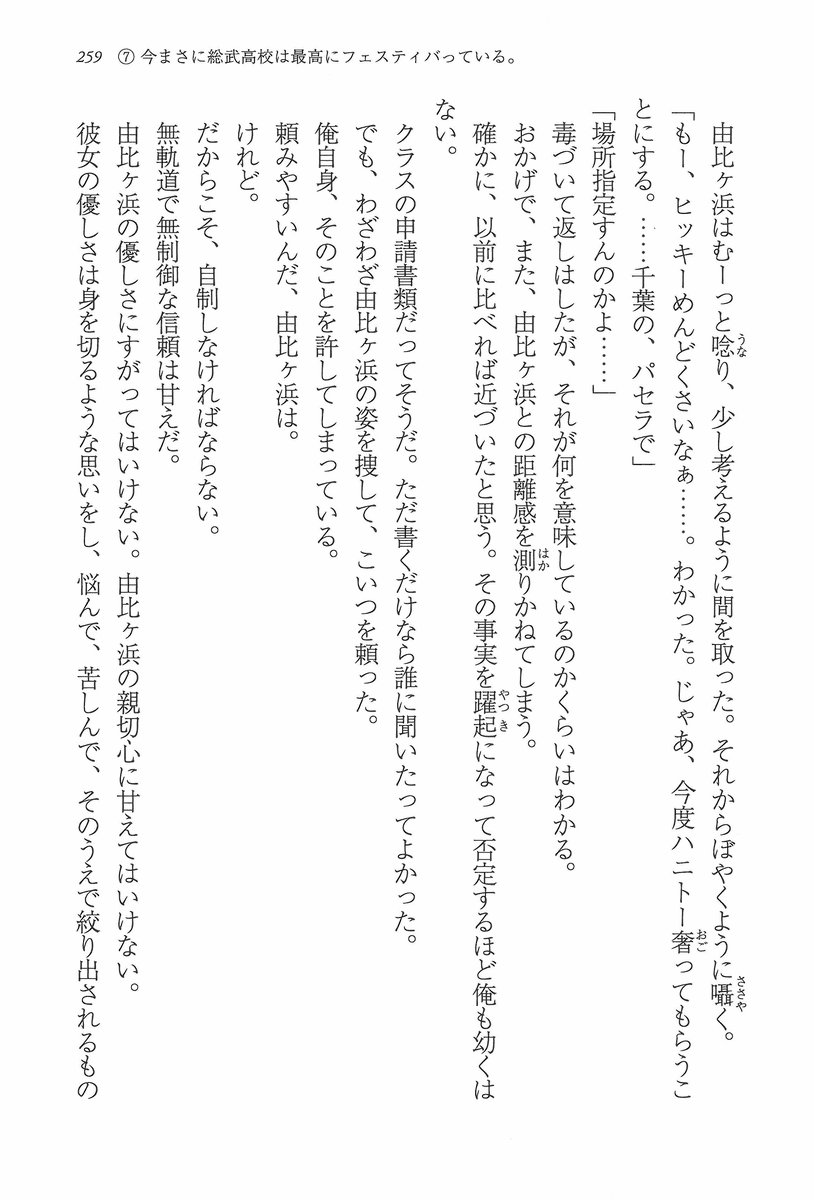 259 ⑦ 今まさに総武高校は最高にフェスティバっている。
由比ヶ浜はむーっと唸り、少し考えるように間を取った。それからぼやくように囁く。
「もー、ヒッキーめんどくさいなぁ……。わかった。じゃあ、今度ハニトー奢ってもらうこ
とにする。……千葉の、パセラで」
「場所指定すんのかよ……」
毒づいて返しはしたが、それが何を意味しているのかくらいはわかる。
おかげで、また、由比ヶ浜との距離感を測りかねてしまう。
確かに、以前に比べれば近づいたと思う。その事実を躍起になって否定するほど俺も幼くは
ない。
クラスの申請書類だってそうだ。ただ書くだけなら誰に聞いたってよかった。
でも、わざわざ由比ヶ浜の姿を捜して、こいつを頼った。
俺自身、そのことを許してしまっている。
頼みやすいんだ、由比ヶ浜は。
けれど。
だからこそ、自制しなければならない。
無軌道で無制御な信頼は甘えだ。
由比ヶ浜の優しさにすがってはいけない。由比ヶ浜の親切心に甘えてはいけない。
彼女の優しさは身を切るような思いをし、悩んで、苦しんで、そのうえで絞り出されるもの